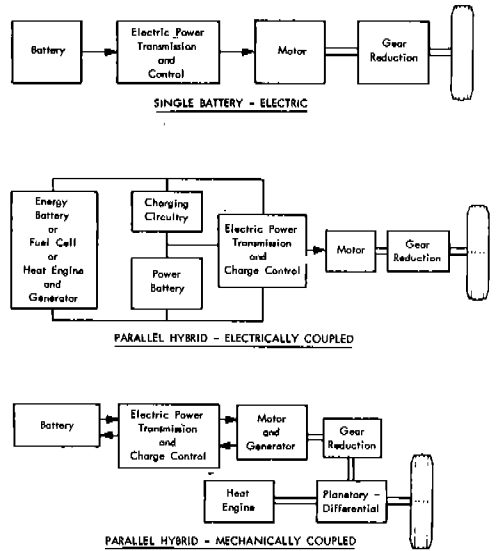 Battery
Electric Power
Transmission
and
Control
Motor
Gear
Reduction
SINGLE BATTERY - ELECTRIC
Energy
Battery
or
Fuel Cell
or
Heat Engine
and
Generator
Charging
Circuitry
Power
Battery
Electric Power
Transmission
and
Charge Control
Motor
Gear
Reduction
PARALLEL HYBRID - ELECTRICALLY COUPLED
Battery
Electric Power
Transmission
and
Charge Control
Motor
and
Generator
Gear
Reduction
Heat
Engine
Planetary -
Differential
PARALLEL HYBRID - MECHANICALLY COUPLED